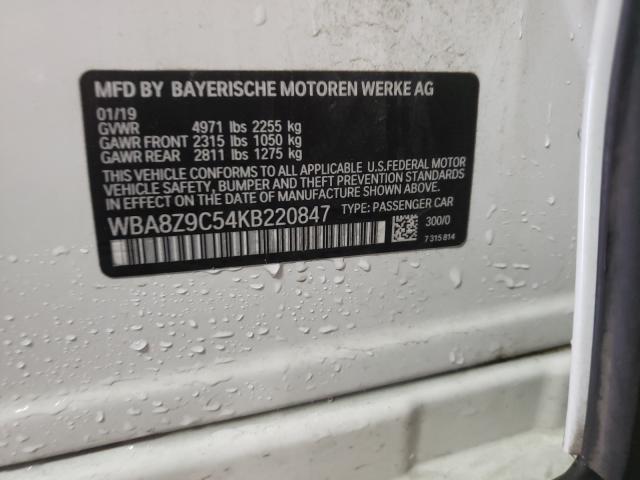 MFD BY BAYERISCHE MOTOREN WERKE AG
01/19
GVWR 4971 lbs 2255 kg
GAWR FRONT 2315 lbs 1050 kg
GAWR REAR 2811 lbs 1275 kg
THIS VEHICLE CONFORMS TO ALL APPLICABLE U.S. FEDERAL MOTOR
VEHICLE SAFETY, BUMPER AND THEFT PREVENTION STANDARDS
IN EFFECT ON THE DATE OF MANUFACTURE SHOWN ABOVE.
WBA8Z9C54KB220847 TYPE: PASSENGER CAR
300/0
7 315 814